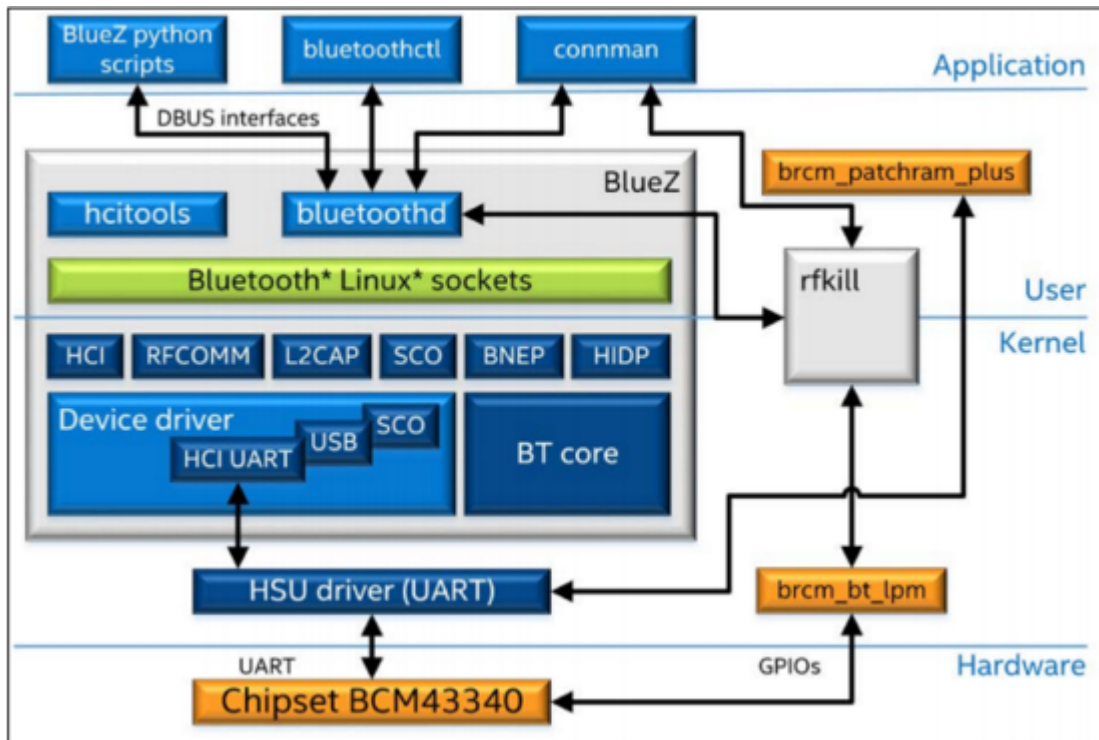 BlueZ python
scripts
bluetoothctl
connman
Application
DBUS interfaces
BlueZ
brcm_patchram_plus
hcitools
bluetoothd
Bluetooth* Linux* sockets
rfkill
User
Kernel
HCI
RFCOMM
L2CAP
SCO
BNEP
HIDP
Device driver
SCO
USB
HCI UART
BT core
HSU driver (UART)
brcm_bt_lpm
UART
GPIOs
Hardware
Chipset BCM43340